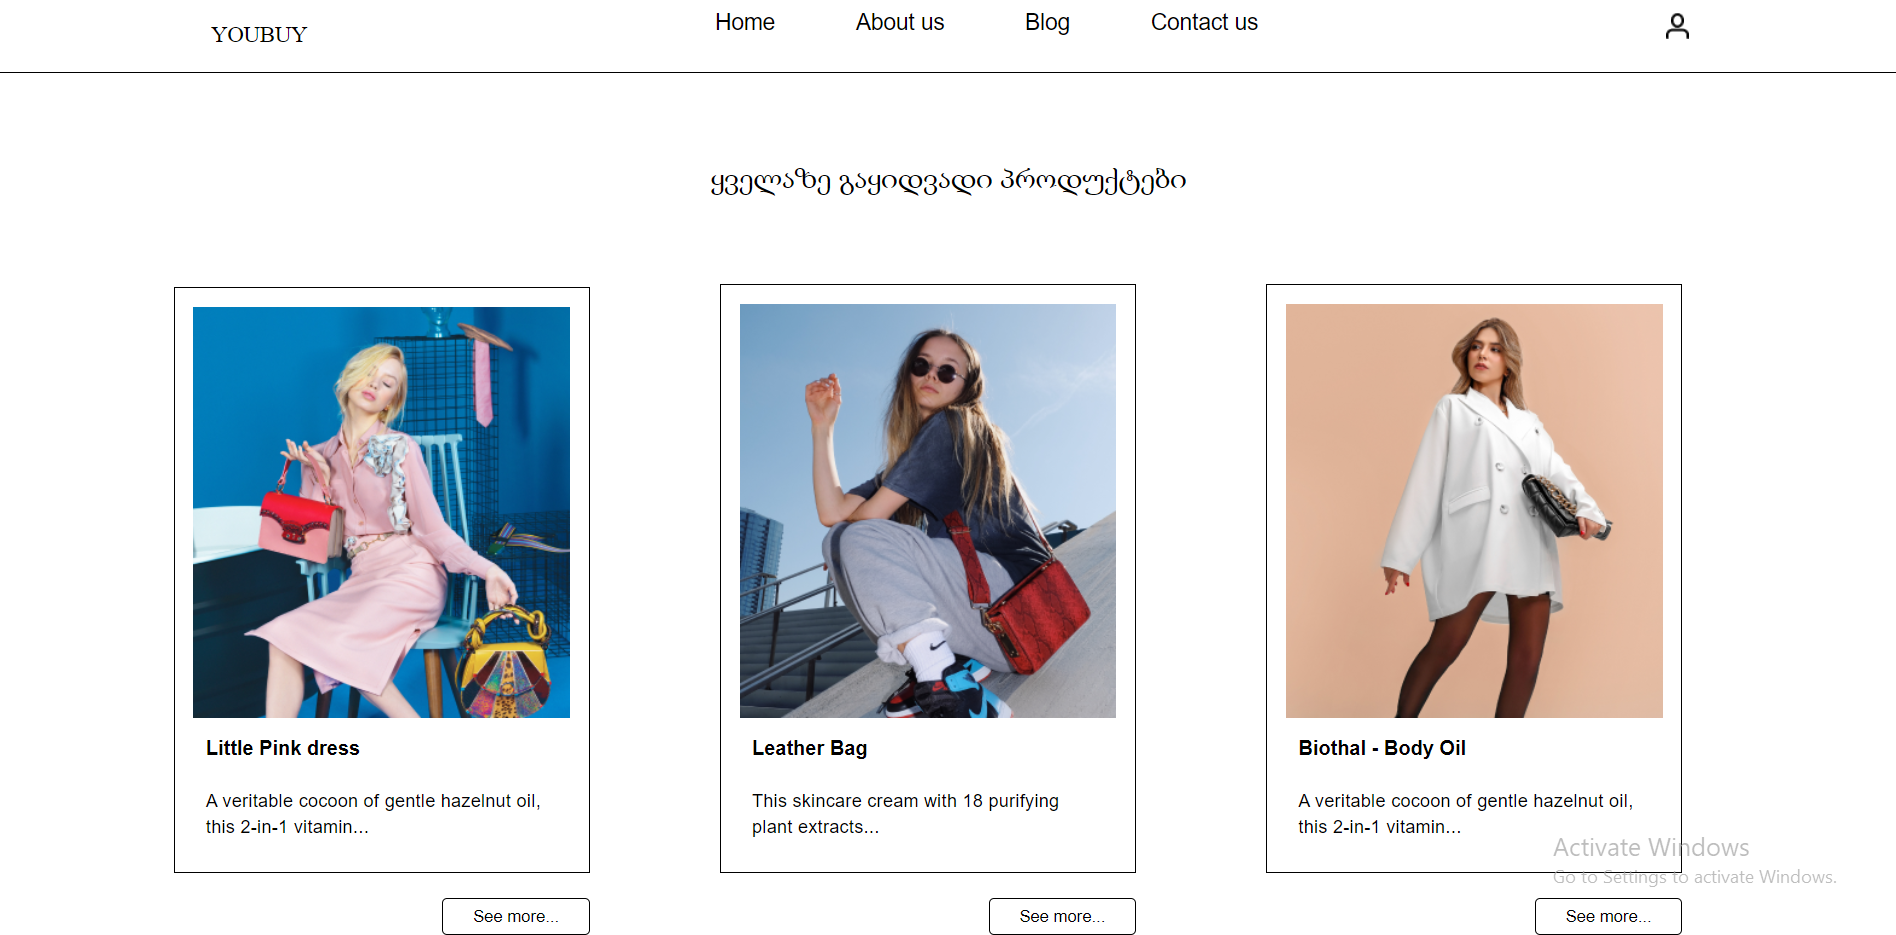 YOUBUY
Home About us Blog Contact us
ყველაზე გაყიდვადი პროდუქტები
Little Pink dress
A veritable cocoon of gentle hazelnut oil,
this 2-in-1 vitamin...
See more...
Leather Bag
This skincare cream with 18 purifying
plant extracts...
See more...
Biothal - Body Oil
A veritable cocoon of gentle hazelnut oil,
this 2-in-1 vitamin...
See more...
Activate Windows
Go to Settings to activate Windows.